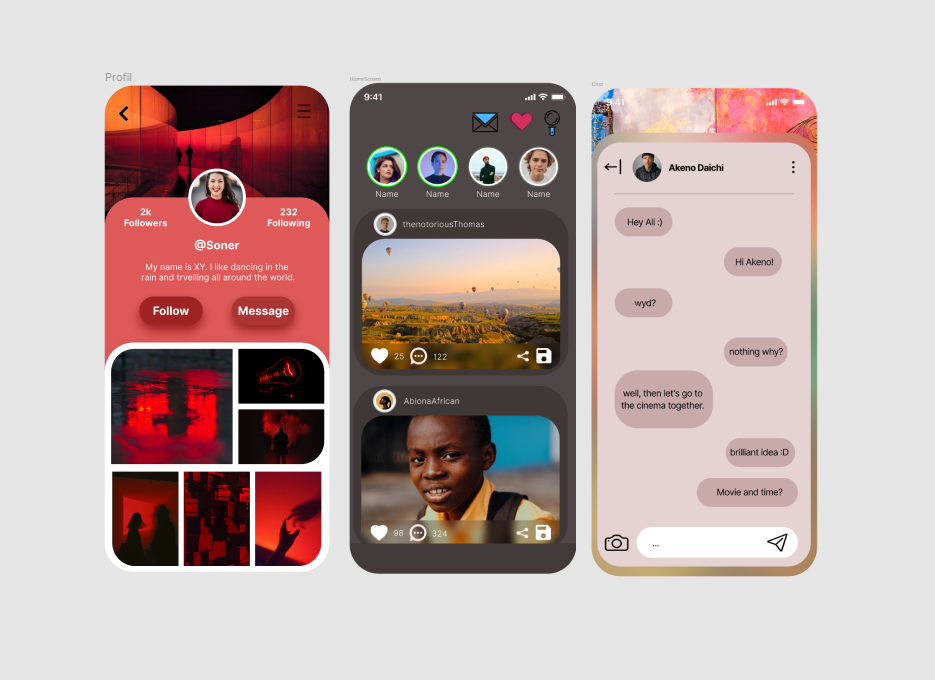 Profil
2k
Followers
232
Following
@Soner
My name is XY. I like dancing in the
rain and trvelling all around the world.
Follow
Message
HomeScreen
9:41
Name
Name
Name
Name
thenotoriousThomas
25
122
AbionaAfrican
98
324
Chat
9:41
Akeno Daichi
Hey Ali :)
Hi Akeno!
wyd?
nothing why?
well, then let's go to
the cinema together.
brilliant idea :D
Movie and time?
...